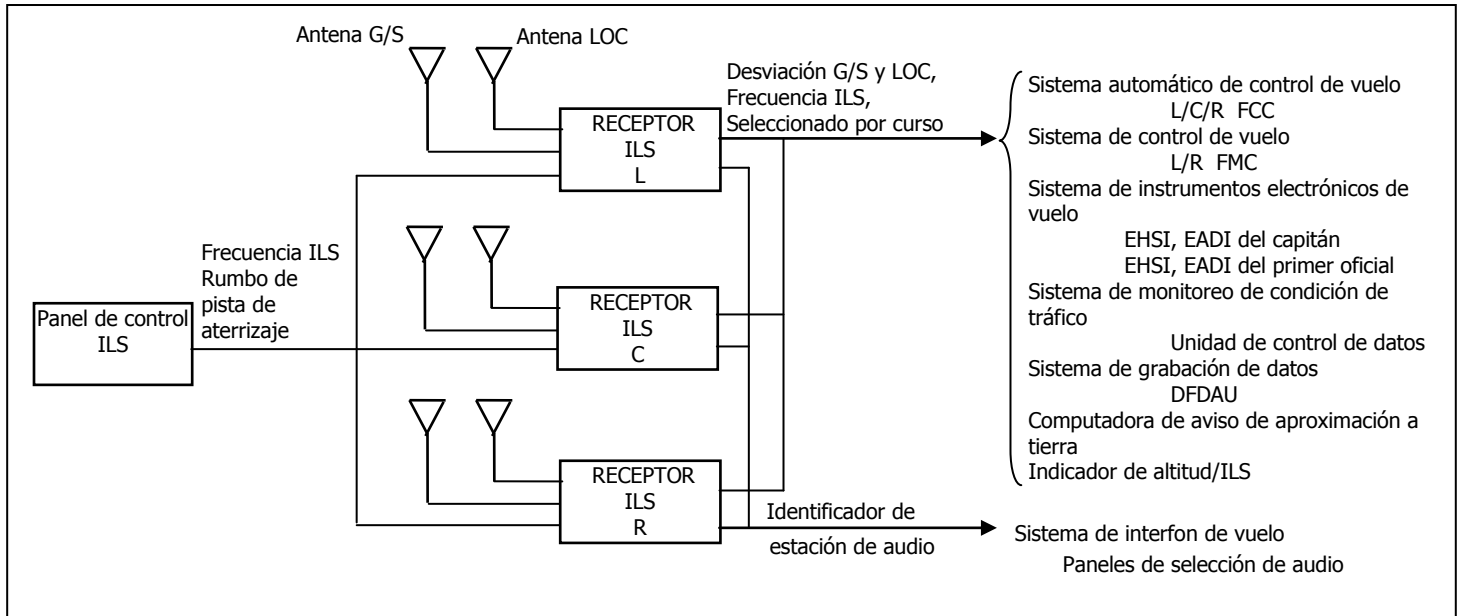 Antena G/S
Antena LOC
Desviación G/S y LOC,
Frecuencia ILS,
Seleccionado por curso
RECEPTOR
ILS
L
Frecuencia ILS
Rumbo de
pista de
aterrizaje
Panel de control
ILS
RECEPTOR
ILS
C
RECEPTOR
ILS
R
Sistema automático de control de vuelo
L/C/R FCC
Sistema de control de vuelo
L/R FMC
Sistema de instrumentos electrónicos de
vuelo
EHSI, EADI del capitán
EHSI, EADI del primer oficial
Sistema de monitoreo de condición de
tráfico
Unidad de control de datos
Sistema de grabación de datos
DFDAU
Computadora de aviso de aproximación a
tierra
Indicador de altitud/ILS
Identificador de
estación de audio
Sistema de interfon de vuelo
Paneles de selección de audio